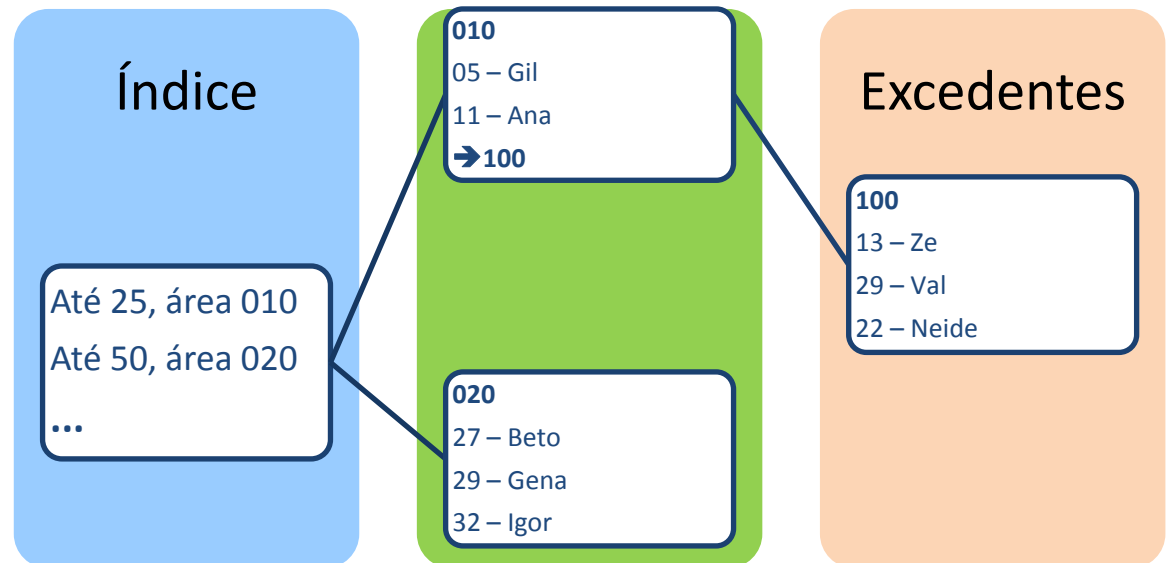 Índice
Até 25, área 010
Até 50, área 020
...
010
05 – Gil
11 – Ana
➔100
020
27 – Beto
29 – Gena
32 – Igor
Excedentes
100
13 – Ze
29 – Val
22 – Neide